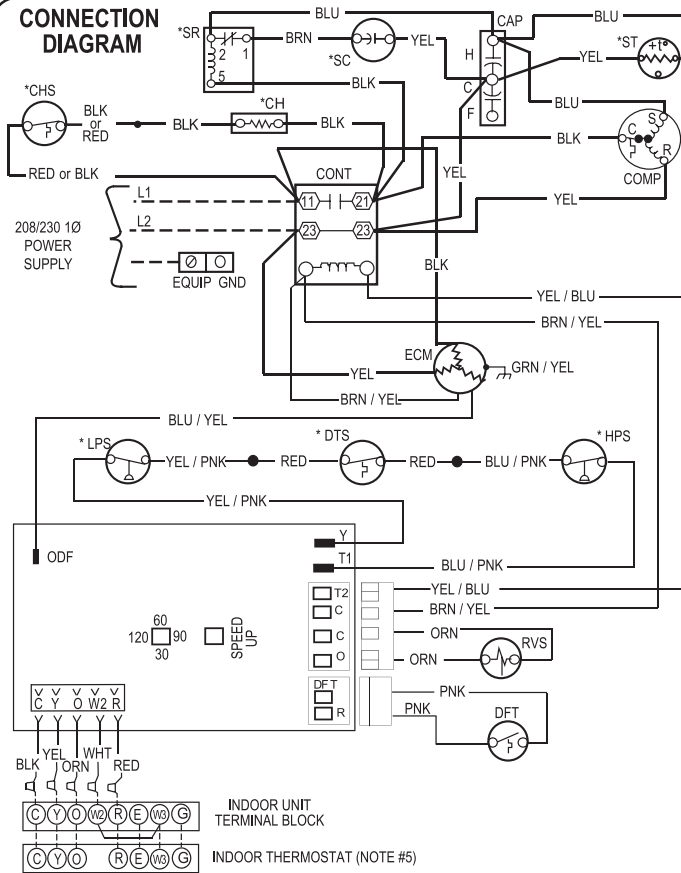 CONNECTION
DIAGRAM
*SR
2 1
5
BLU
BRN
*SC
YEL
BLK
CAP
H
C
F
BLU
YEL
*ST
+t°
BLU
BLK
S
C
R
COMP
YEL
*CHS
BLK
or
RED
BLK
*CH
BLK
RED or BLK
CONT
YEL
L1
11
21
L2
23
23
208/230 1Ø
POWER
SUPPLY
EQUIP GND
BLK
YEL / BLU
BRN / YEL
ECM
GRN / YEL
YEL
BRN / YEL
BLU / YEL
* LPS
YEL / PNK
RED
* DTS
RED
BLU / PNK
* HPS
YEL / PNK
Y
T1
BLU / PNK
ODF
T2
YEL / BLU
C
BRN / YEL
C
ORN
O
ORN
RVS
60
120
90
30
SPEED
UP
DFT
R
PNK
PNK
DFT
C Y O W2 R
BLK
YEL
ORN
WHT
RED
C Y O W2 R E W3 G
INDOOR UNIT
TERMINAL BLOCK
C Y O R E W3 G
INDOOR THERMOSTAT (NOTE #5)